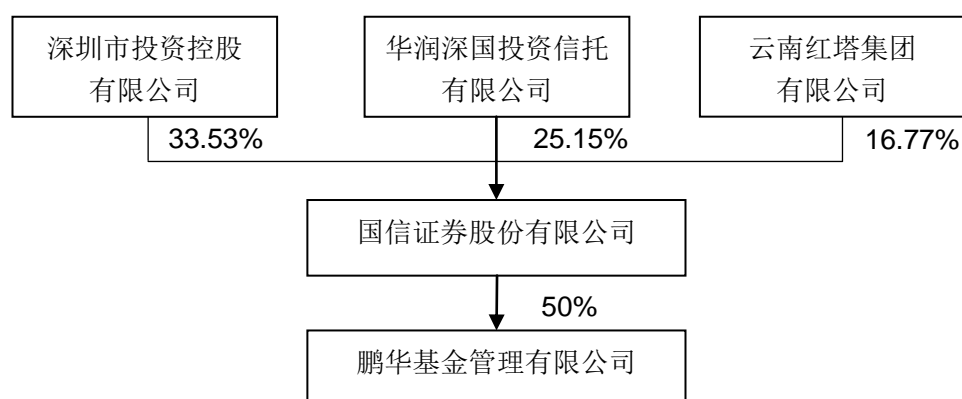 深圳市投资控股
有限公司
华润深国投资信托
有限公司
云南红塔集团
有限公司
33.53%
25.15%
16.77%
国信证券股份有限公司
50%
鹏华基金管理有限公司